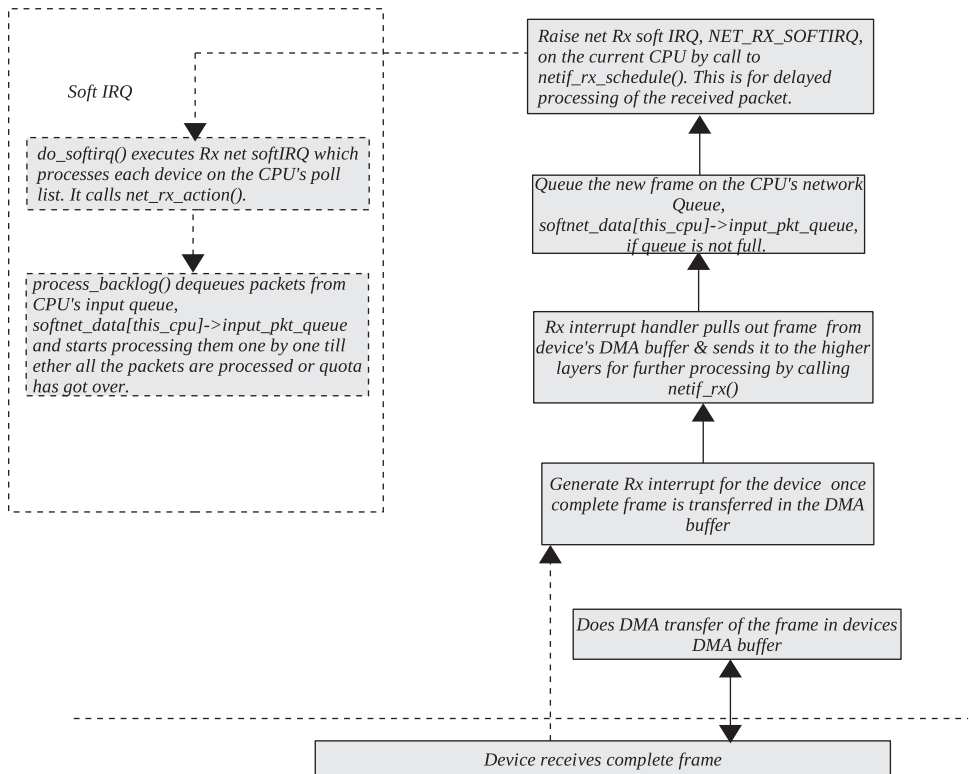 Raise net Rx soft IRQ, NET_RX_SOFTIRQ,
on the current CPU by call to
netif_rx_schedule(). This is for delayed
processing of the received packet.
Soft IRQ
do_softirq() executes Rx net softIRQ which
processes each device on the CPU's poll
list. It calls net_rx_action().
Queue the new frame on the CPU's network
Queue,
softnet_data[this_cpu]->input_pkt_queue,
if queue is not full.
process_backlog() dequeues packets from
CPU's input queue,
softnet_data[this_cpu]->input_pkt_queue
and starts processing them one by one till
ether all the packets are processed or quota
has got over.
Rx interrupt handler pulls out frame from
device's DMA buffer & sends it to the higher
layers for further processing by calling
netif_rx()
Generate Rx interrupt for the device once
complete frame is transferred in the DMA
buffer
Does DMA transfer of the frame in devices
DMA buffer
Device receives complete frame